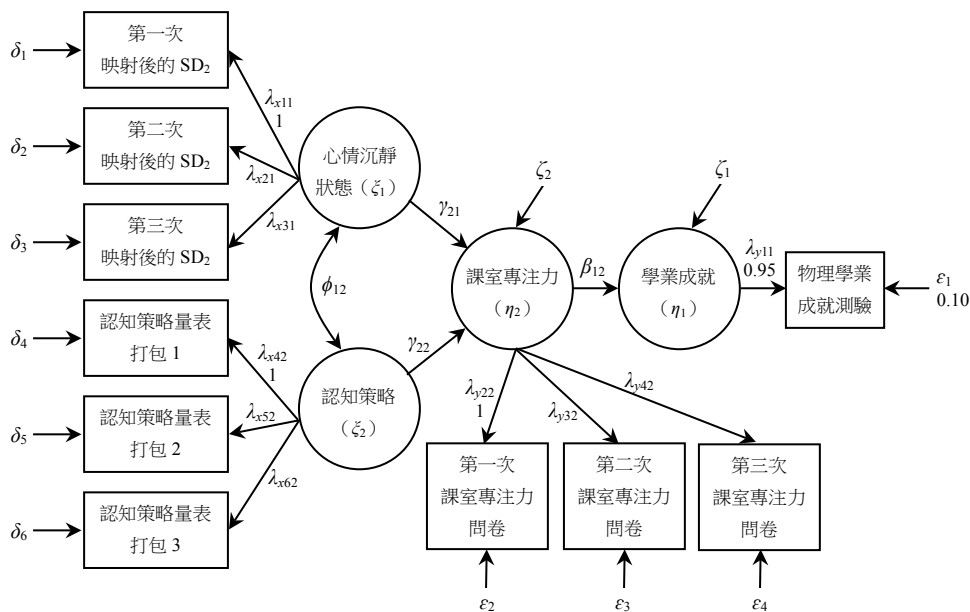 δ1
第一次
映射後的 SD2
δ2
第二次
映射後的 SD2
δ3
第三次
映射後的 SD2
δ4
認知策略量表
打包 1
δ5
認知策略量表
打包 2
δ6
認知策略量表
打包 3
λx11
1
λx21
λx31
λx42
1
λx52
λx62
心情沉靜
狀態（ξ1）
ϕ12
認知策略
（ξ2）
γ21
γ22
ζ2
課室專注力
（η2）
β12
ζ1
學業成就
（η1）
λy11
0.95
物理學業
成就測驗
ε1
0.10
λy22
1
λy32
λy42
第一次
課室專注力
問卷
第二次
課室專注力
問卷
第三次
課室專注力
問卷
ε2
ε3
ε4